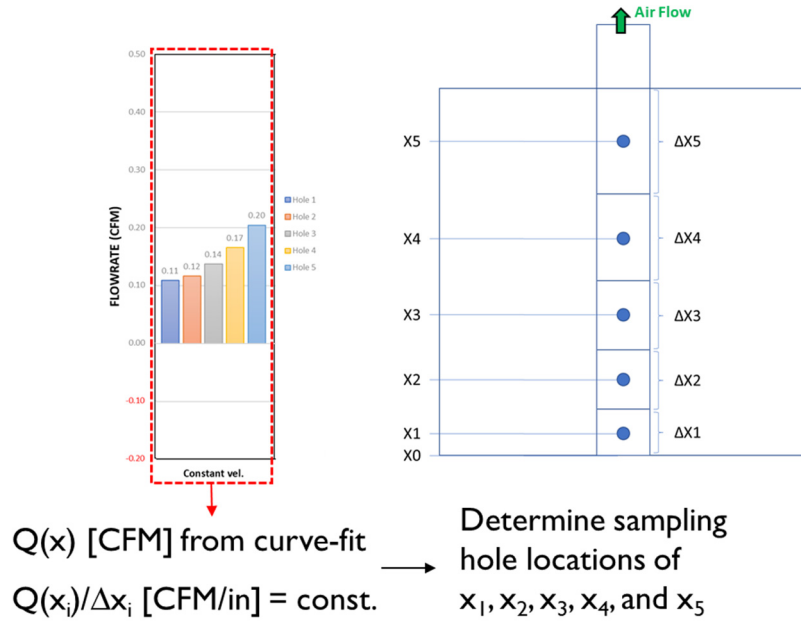 Air Flow
0.50
0.40
0.30
0.20
0.10
0.00
-0.10
-0.20
FLOWRATE (CFM)
0.11
0.12
0.14
0.17
0.20
Hole 1
Hole 2
Hole 3
Hole 4
Hole 5
Constant vel.
X5
X4
X3
X2
X1
X0
ΔX5
ΔX4
ΔX3
ΔX2
ΔX1
Q(x) [CFM] from curve-fit
Q(xᵢ)/Δxᵢ [CFM/in] = const.
Determine sampling
hole locations of
x₁, x₂, x₃, x₄, and x₅